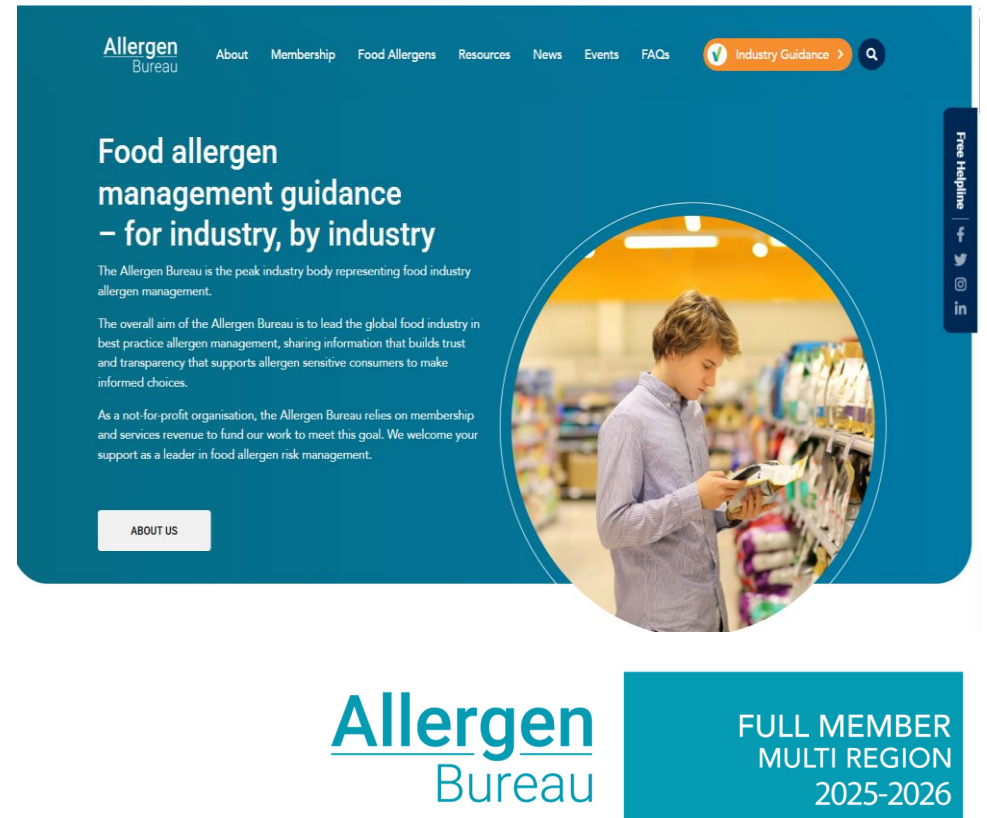 Allergen
Bureau
About Membership Food Allergens Resources News Events FAQs Industry Guidance >
Free Helpline
Food allergen
management guidance
– for industry, by industry
The Allergen Bureau is the peak industry body representing food industry
allergen management.
The overall aim of the Allergen Bureau is to lead the global food industry in
best practice allergen management, sharing information that builds trust
and transparency that supports allergen sensitive consumers to make
informed choices.
As a not-for-profit organisation, the Allergen Bureau relies on membership
and services revenue to fund our work to meet this goal. We welcome your
support as a leader in food allergen risk management.
ABOUT US
Allergen
Bureau
FULL MEMBER
MULTI REGION
2025-2026